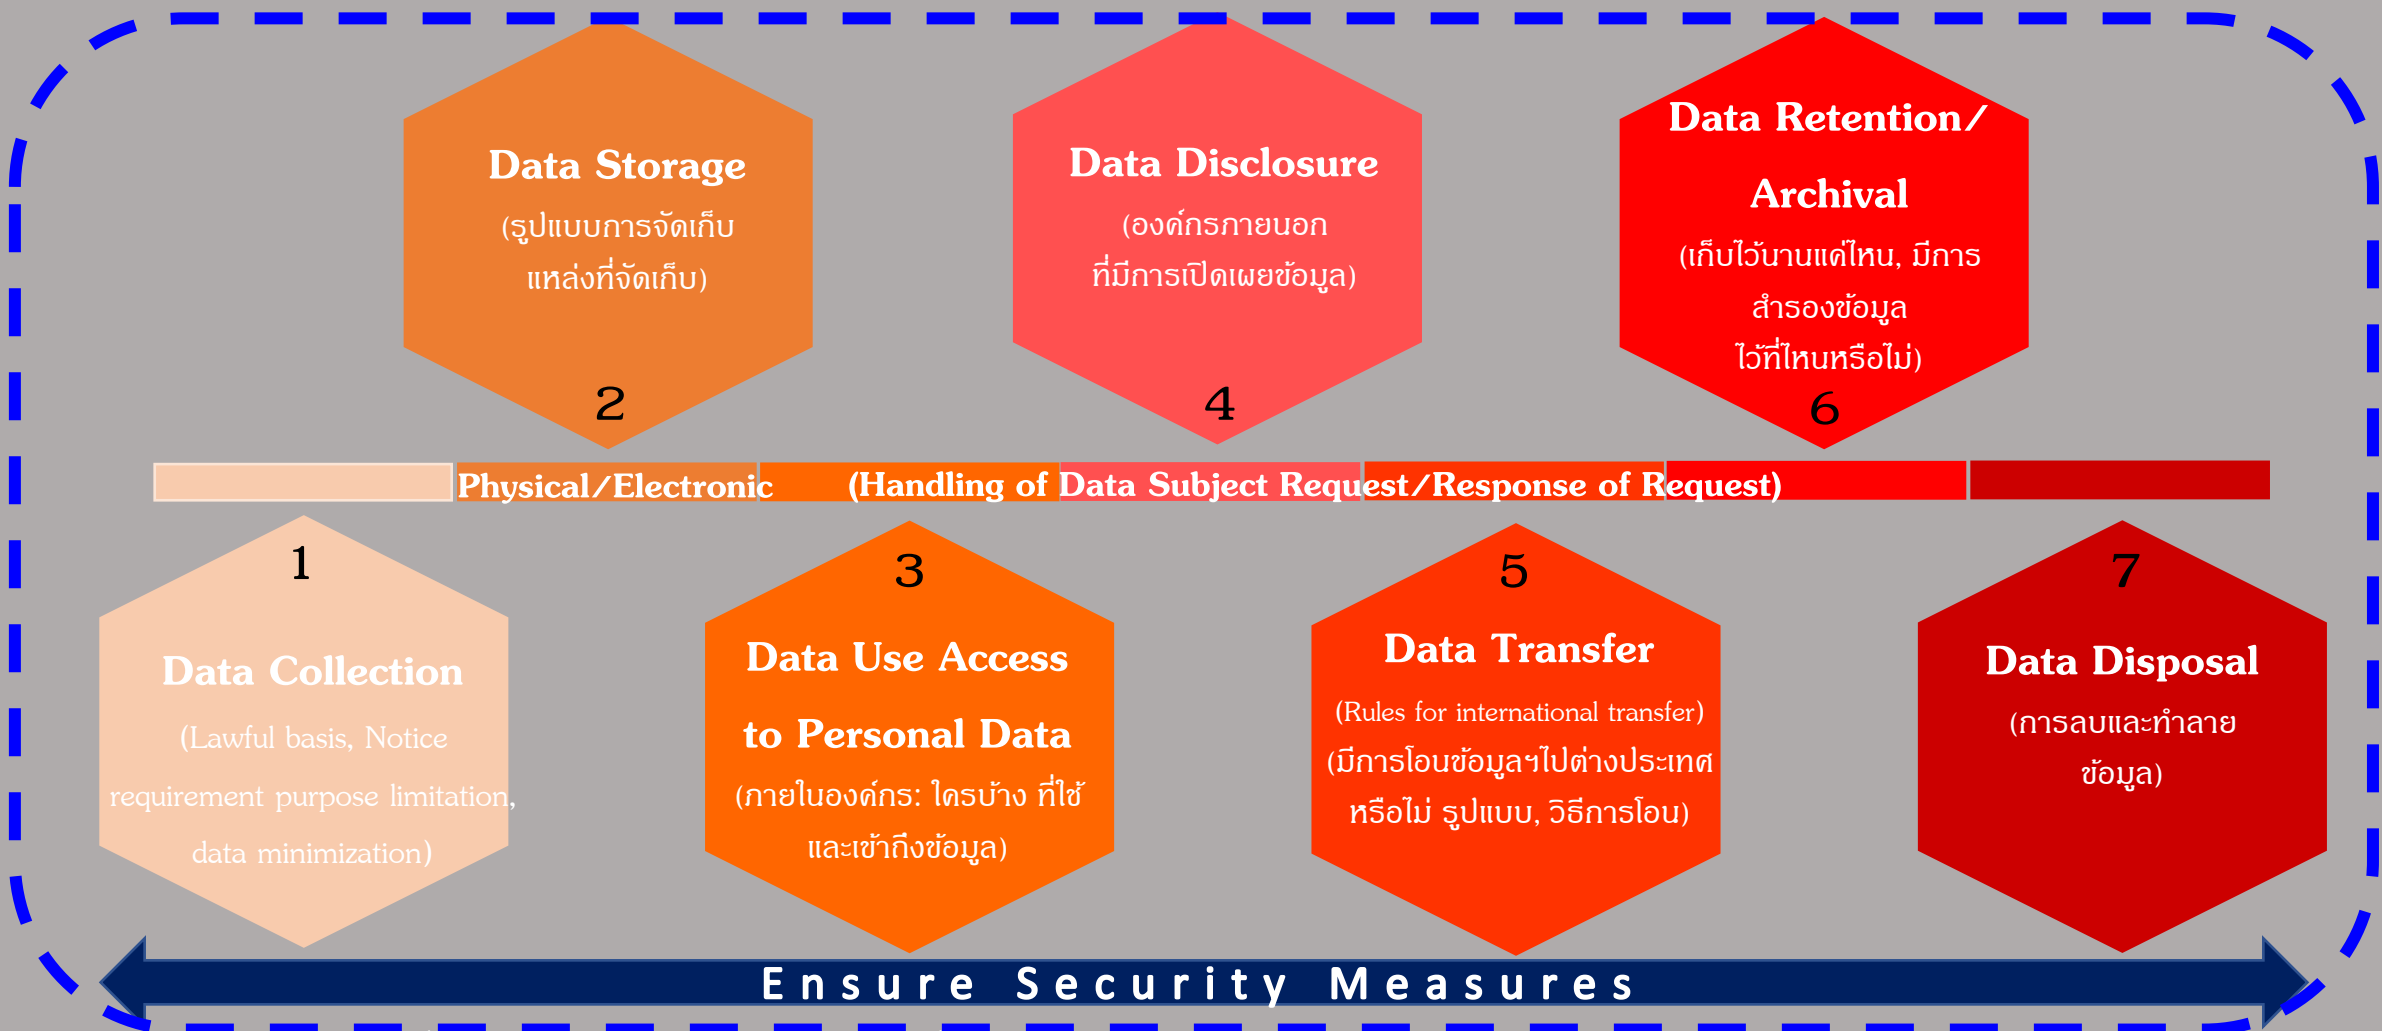 Data Storage
(รูปแบบการจัดเก็บ
แหล่งที่จัดเก็บ)
2
Data Disclosure
(องค์กรภายนอก
ที่มีการเปิดเผยข้อมูล)
4
Data Retention/
Archival
(เก็บไว้นานแค่ไหน, มีการ
สำรองข้อมูล
ไว้ที่ไหนหรือไม่)
6
Physical/Electronic (Handling of Data Subject Request/Response of Request)
1
Data Collection
(Lawful basis, Notice
requirement purpose limitation,
data minimization)
3
Data Use Access
to Personal Data
(ภายในองค์กร: ใครบ้าง ที่ใช้
และเข้าถึงข้อมูล)
5
Data Transfer
(Rules for international transfer)
(มีการโอนข้อมูลฯไปต่างประเทศ
หรือไม่ รูปแบบ, วิธีการโอน)
7
Data Disposal
(การลบและทำลาย
ข้อมูล)
Ensure Security Measures